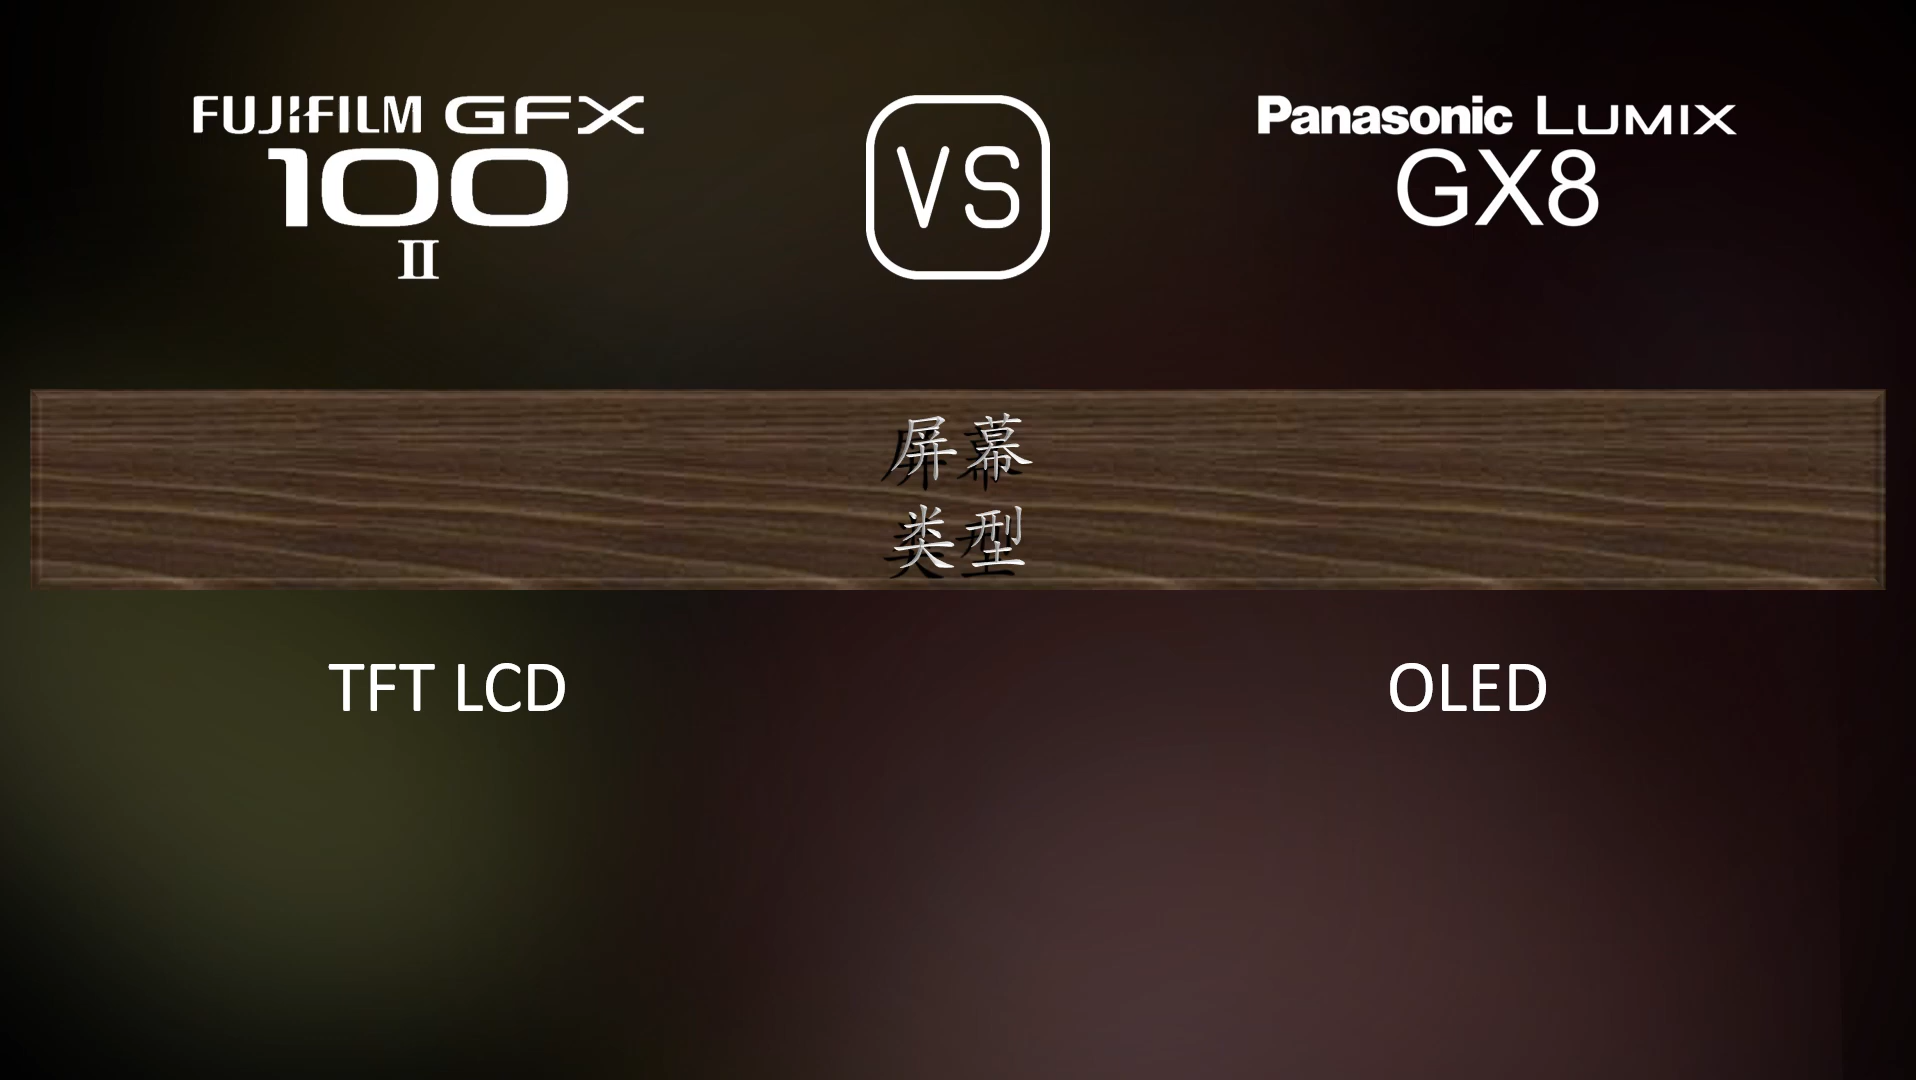 FUJIFILM GFX
100
II
VS
Panasonic LUMIX
GX8
屏幕
类型
TFT LCD
OLED